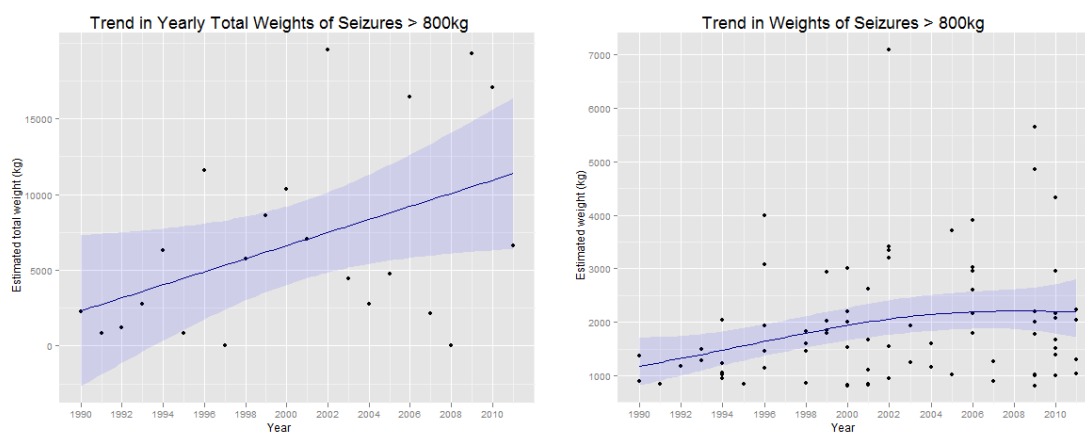 Trend in Yearly Total Weights of Seizures > 800kg
Estimated total weight (kg)
15000
10000
5000
0
1990 1992 1994 1996 1998 2000 2002 2004 2006 2008 2010
Year
Trend in Weights of Seizures > 800kg
Estimated weight (kg)
7000
6000
5000
4000
3000
2000
1000
1990 1992 1994 1996 1998 2000 2002 2004 2006 2008 2010
Year